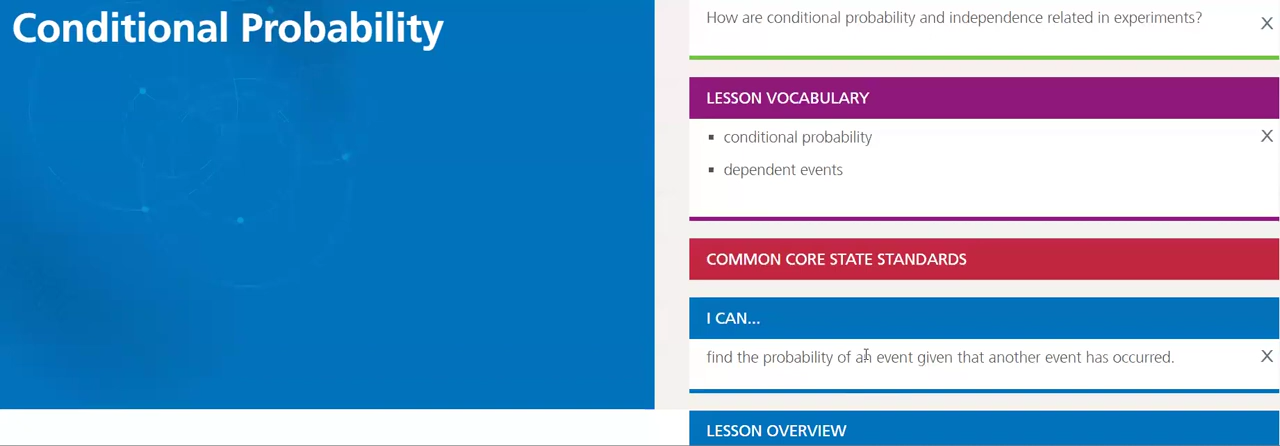 Conditional Probability
How are conditional probability and independence related in experiments?
X
LESSON VOCABULARY
▪ conditional probability
X
▪ dependent events
COMMON CORE STATE STANDARDS
I CAN...
find the probability of an event given that another event has occurred.
X
LESSON OVERVIEW